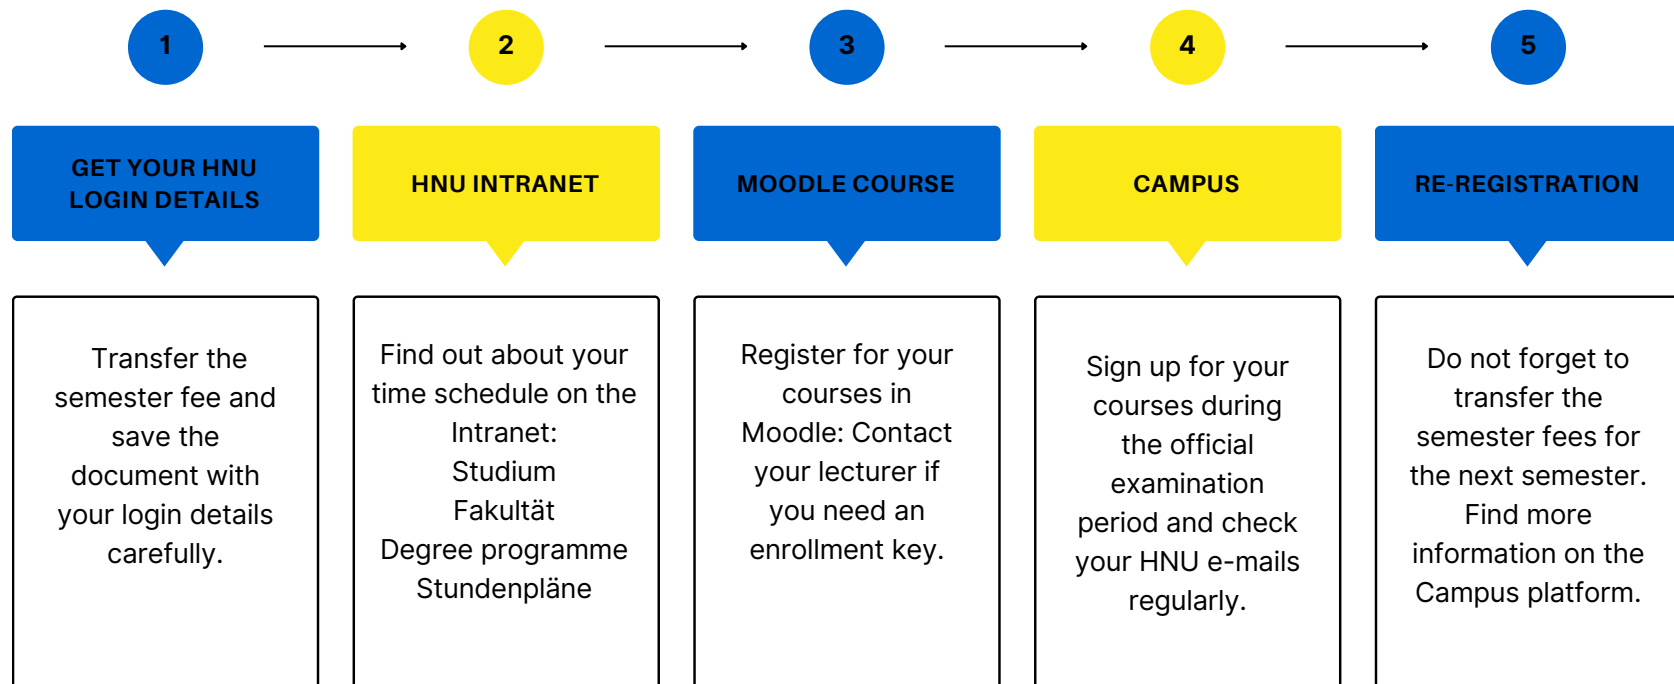 1
2
3
4
5
GET YOUR HNU
LOGIN DETAILS
HNU INTRANET
MOODLE COURSE
CAMPUS
RE-REGISTRATION
Transfer the
semester fee and
save the
document with
your login details
carefully.
Find out about your
time schedule on the
Intranet:
Studium
Fakultät
Degree programme
Stundenpläne
Register for your
courses in
Moodle: Contact
your lecturer if
you need an
enrollment key.
Sign up for your
courses during
the official
examination
period and check
your HNU e-mails
regularly.
Do not forget to
transfer the
semester fees for
the next semester.
Find more
information on the
Campus platform.